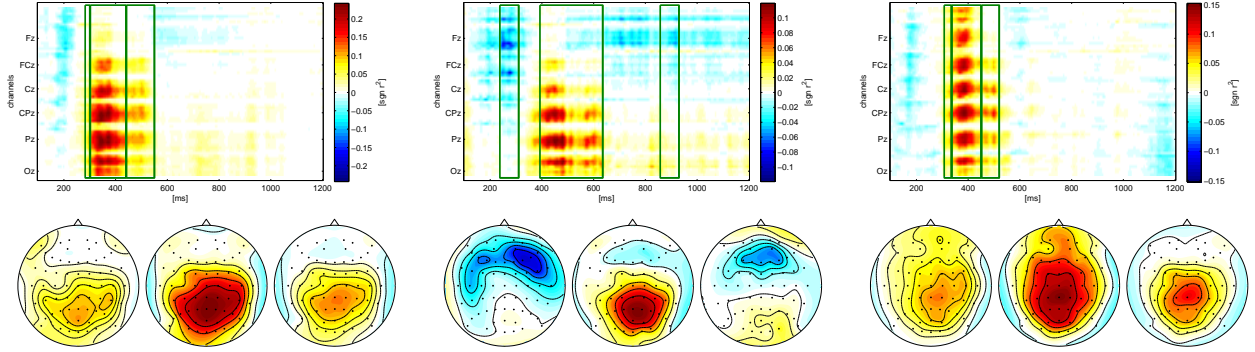 Fz
FCz
Cz
CPz
Pz
Oz
channels
200 400 600 800 1000 1200
[ms]
0.2
0.15
0.1
0.05
0
-0.05
-0.1
-0.15
-0.2
[sgn r²]
Fz
FCz
Cz
CPz
Pz
Oz
channels
200 400 600 800 1000 1200
[ms]
0.1
0.08
0.06
0.04
0.02
0
-0.02
-0.04
-0.06
-0.08
-0.1
[sgn r²]
Fz
FCz
Cz
CPz
Pz
Oz
channels
200 400 600 800 1000 1200
[ms]
0.15
0.1
0.05
0
-0.05
-0.1
-0.15
[sgn r²]